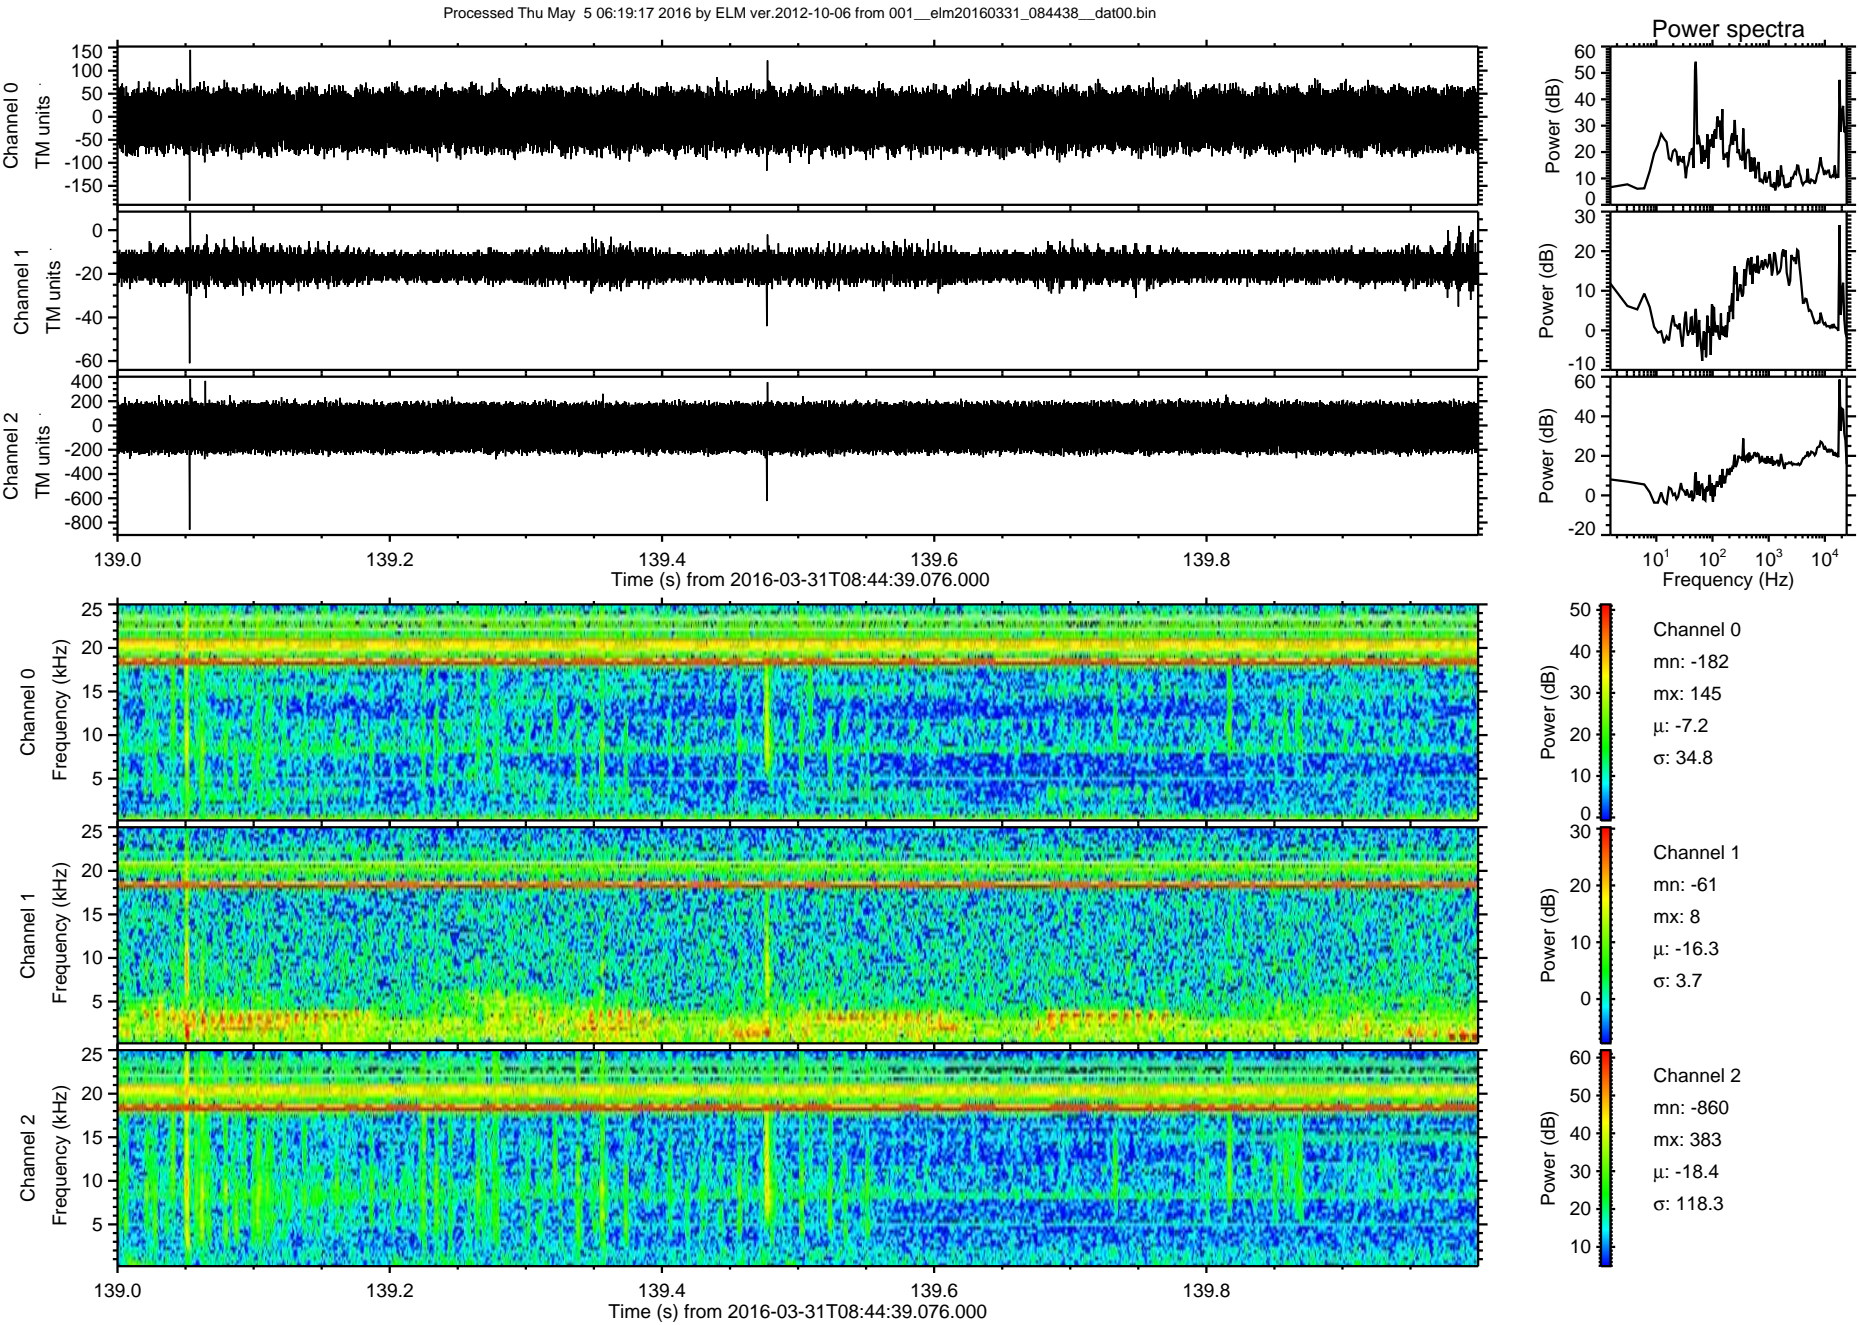 Processed Thu May  5 06:19:17 2016 by ELM ver.2012-10-06 from 001__elm20160331_084438__dat00.bin
Power spectra
Channel 0
TM units
150
100
50
0
-50
-100
-150
Power (dB)
60
50
40
30
20
10
0
Channel 1
TM units
0
-20
-40
-60
Power (dB)
30
20
10
0
-10
Channel 2
TM units
400
200
0
-200
-400
-600
-800
Power (dB)
60
40
20
0
-20
139.0 139.2 139.4 139.6 139.8
Time (s) from 2016-03-31T08:44:39.076.000
10^1 10^2 10^3 10^4
Frequency (Hz)
Channel 0
Frequency (kHz)
25
20
15
10
5
Power (dB)
50
40
30
20
10
0
Channel 0
mn: -182
mx: 145
μ: -7.2
σ: 34.8
Channel 1
Frequency (kHz)
25
20
15
10
5
Power (dB)
30
20
10
0
Channel 1
mn: -61
mx: 8
μ: -16.3
σ: 3.7
Channel 2
Frequency (kHz)
25
20
15
10
5
Power (dB)
60
50
40
30
20
10
Channel 2
mn: -860
mx: 383
μ: -18.4
σ: 118.3
139.0 139.2 139.4 139.6 139.8
Time (s) from 2016-03-31T08:44:39.076.000